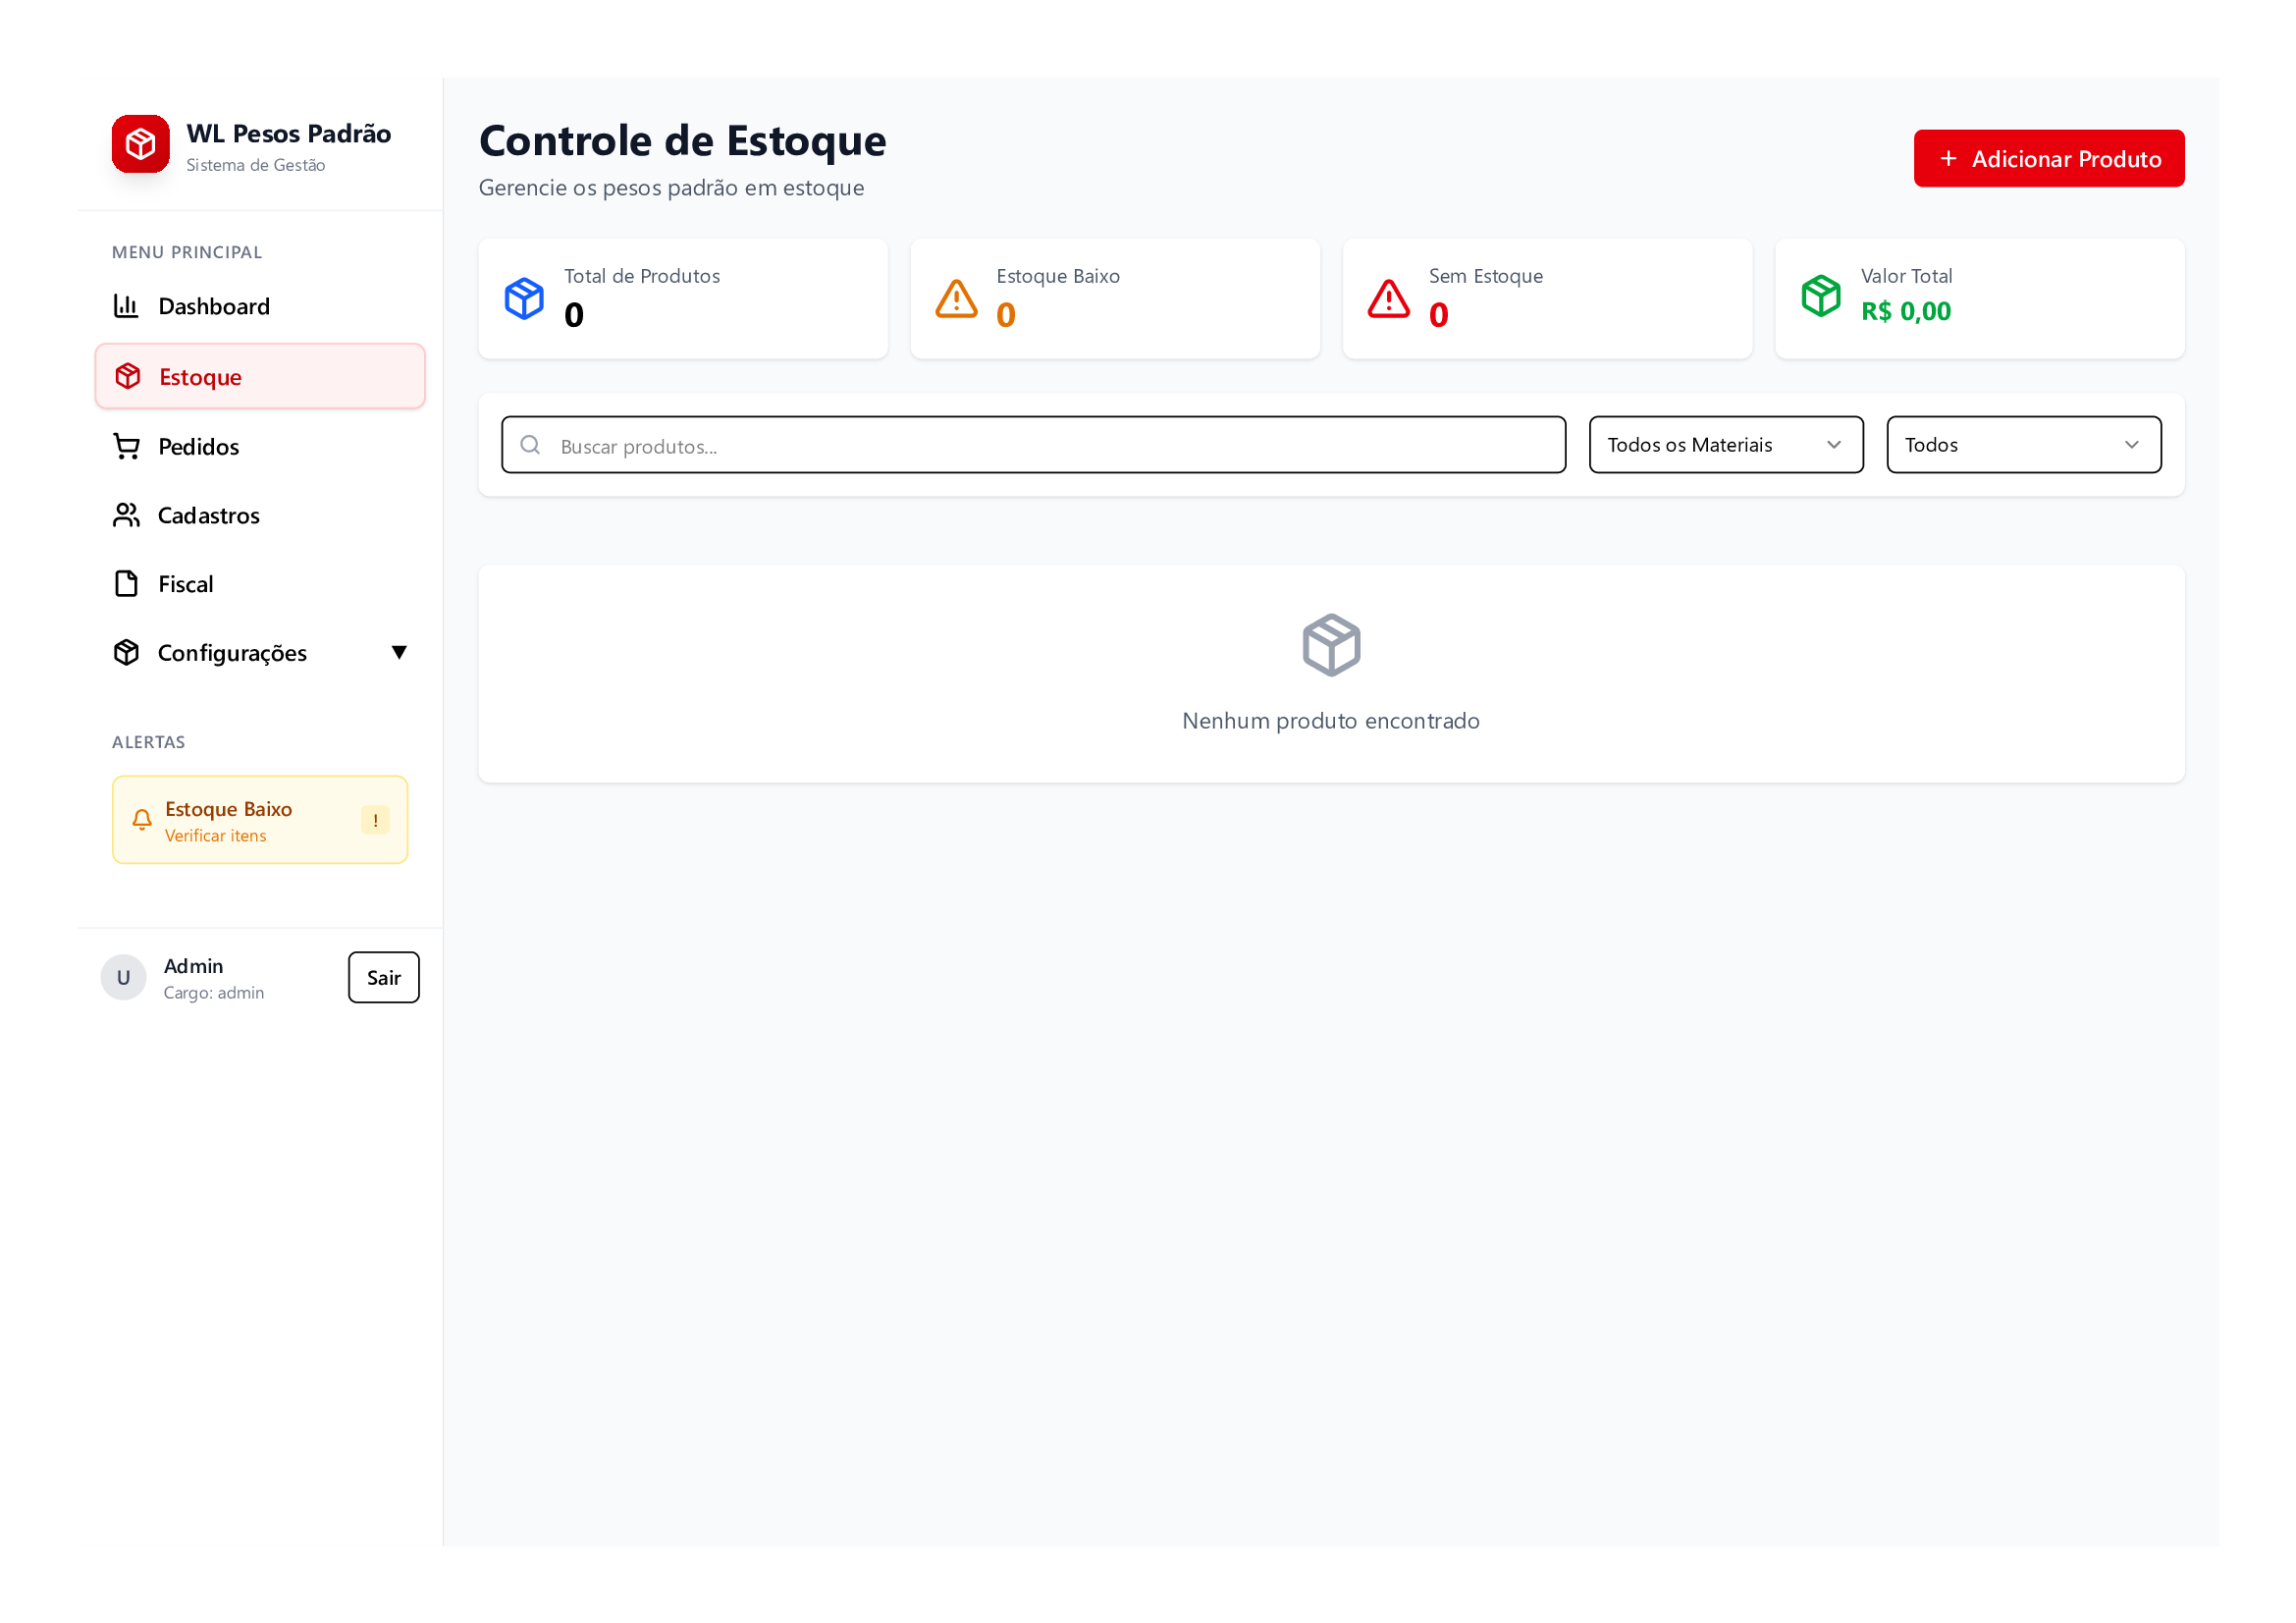 WL Pesos Padrão
Sistema de Gestão
MENU PRINCIPAL
Dashboard
Estoque
Pedidos
Cadastros
Fiscal
Configurações ▼
ALERTAS
Estoque Baixo
Verificar itens
!
U
Admin
Cargo: admin
Sair
Controle de Estoque
Gerencie os pesos padrão em estoque
+ Adicionar Produto
Total de Produtos
0
Estoque Baixo
0
Sem Estoque
0
Valor Total
R$ 0,00
Buscar produtos...
Todos os Materiais
Todos
Nenhum produto encontrado